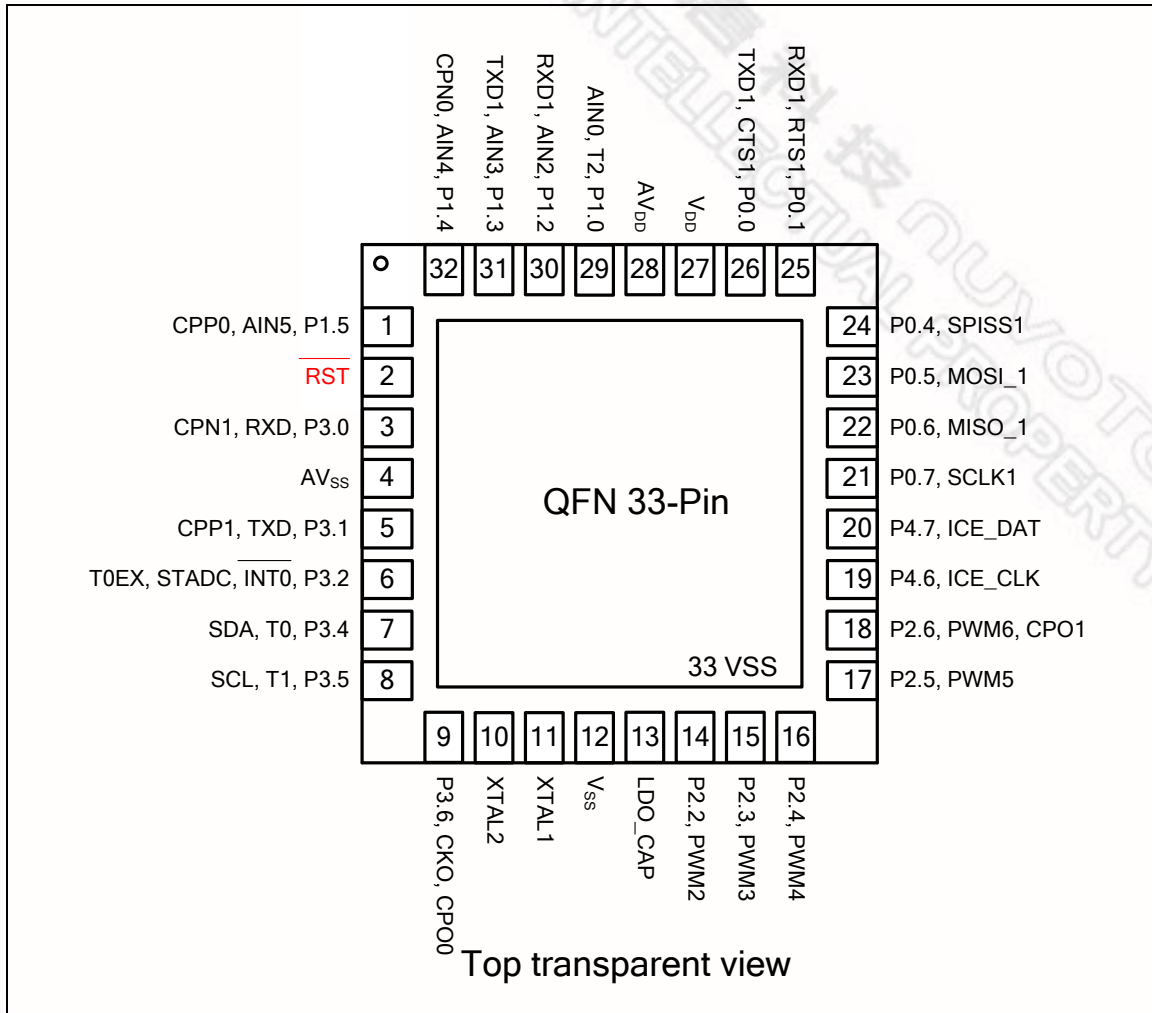 CPN0, AIN4, P1.4
TXD1, AIN3, P1.3
RXD1, AIN2, P1.2
AIN0, T2, P1.0
AVDD
VDD
TXD1, CTS1, P0.0
RXD1, RTS1, P0.1
32 31 30 29 28 27 26 25
CPP0, AIN5, P1.5 1
RST 2
CPN1, RXD, P3.0 3
AVSS 4
CPP1, TXD, P3.1 5
T0EX, STADC, INT0, P3.2 6
SDA, T0, P3.4 7
SCL, T1, P3.5 8
QFN 33-Pin
33 VSS
24 P0.4, SPISS1
23 P0.5, MOSI_1
22 P0.6, MISO_1
21 P0.7, SCLK1
20 P4.7, ICE_DAT
19 P4.6, ICE_CLK
18 P2.6, PWM6, CPO1
17 P2.5, PWM5
9 10 11 12 13 14 15 16
P3.6, CKO, CPO0
XTAL2
XTAL1
VSS
LDO_CAP
P2.2, PWM2
P2.3, PWM3
P2.4, PWM4
Top transparent view
科技 nuvoTo
INTELLECTUAL PROPERTY